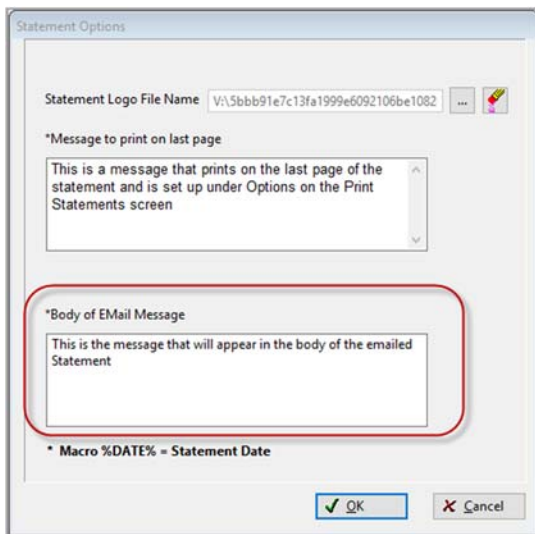 Statement Options
Statement Logo File Name V:\5bbb91e7c13fa1999e6092106be1082 ...
*Message to print on last page
This is a message that prints on the last page of the
statement and is set up under Options on the Print
Statements screen
*Body of EMail Message
This is the message that will appear in the body of the emailed
Statement
* Macro %DATE% = Statement Date
OK Cancel